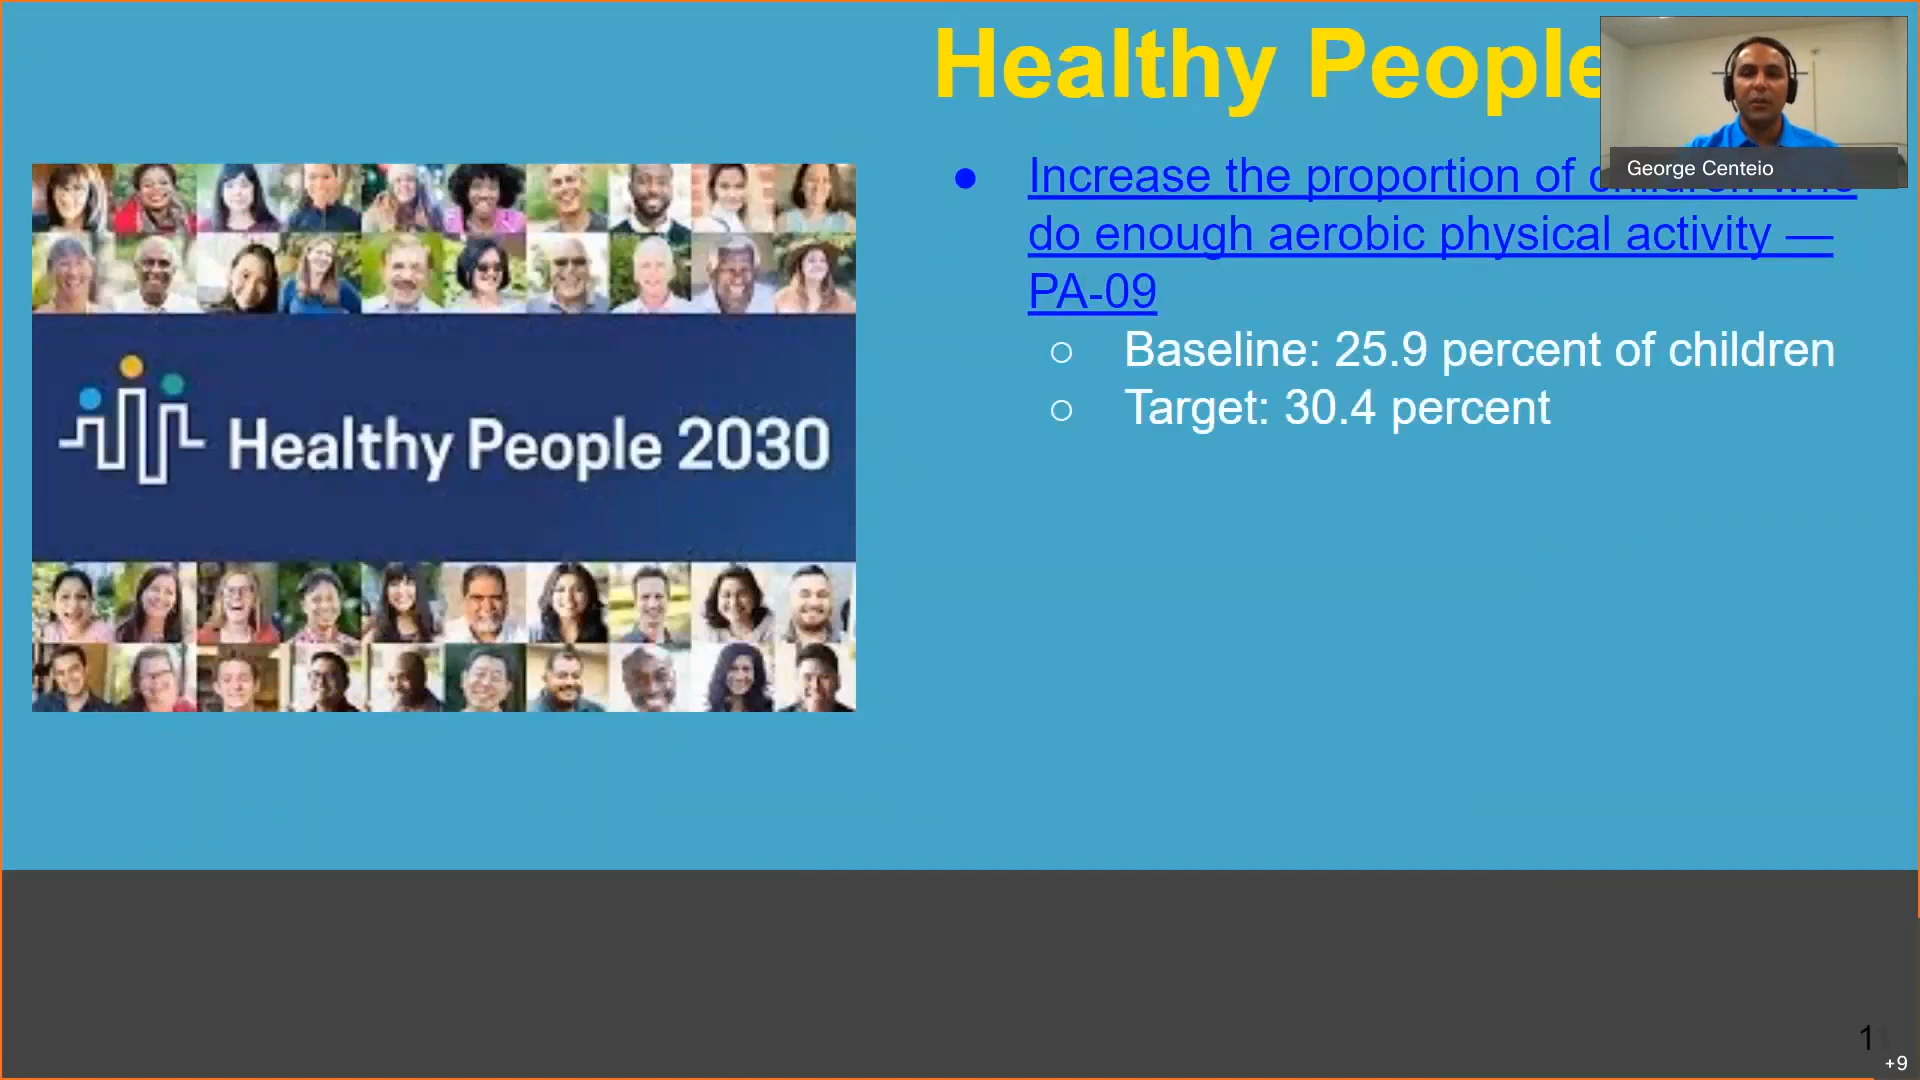 Healthy People
George Centeio
Increase the proportion of children who
do enough aerobic physical activity —
PA-09
Baseline: 25.9 percent of children
Target: 30.4 percent
Healthy People 2030
1
+9